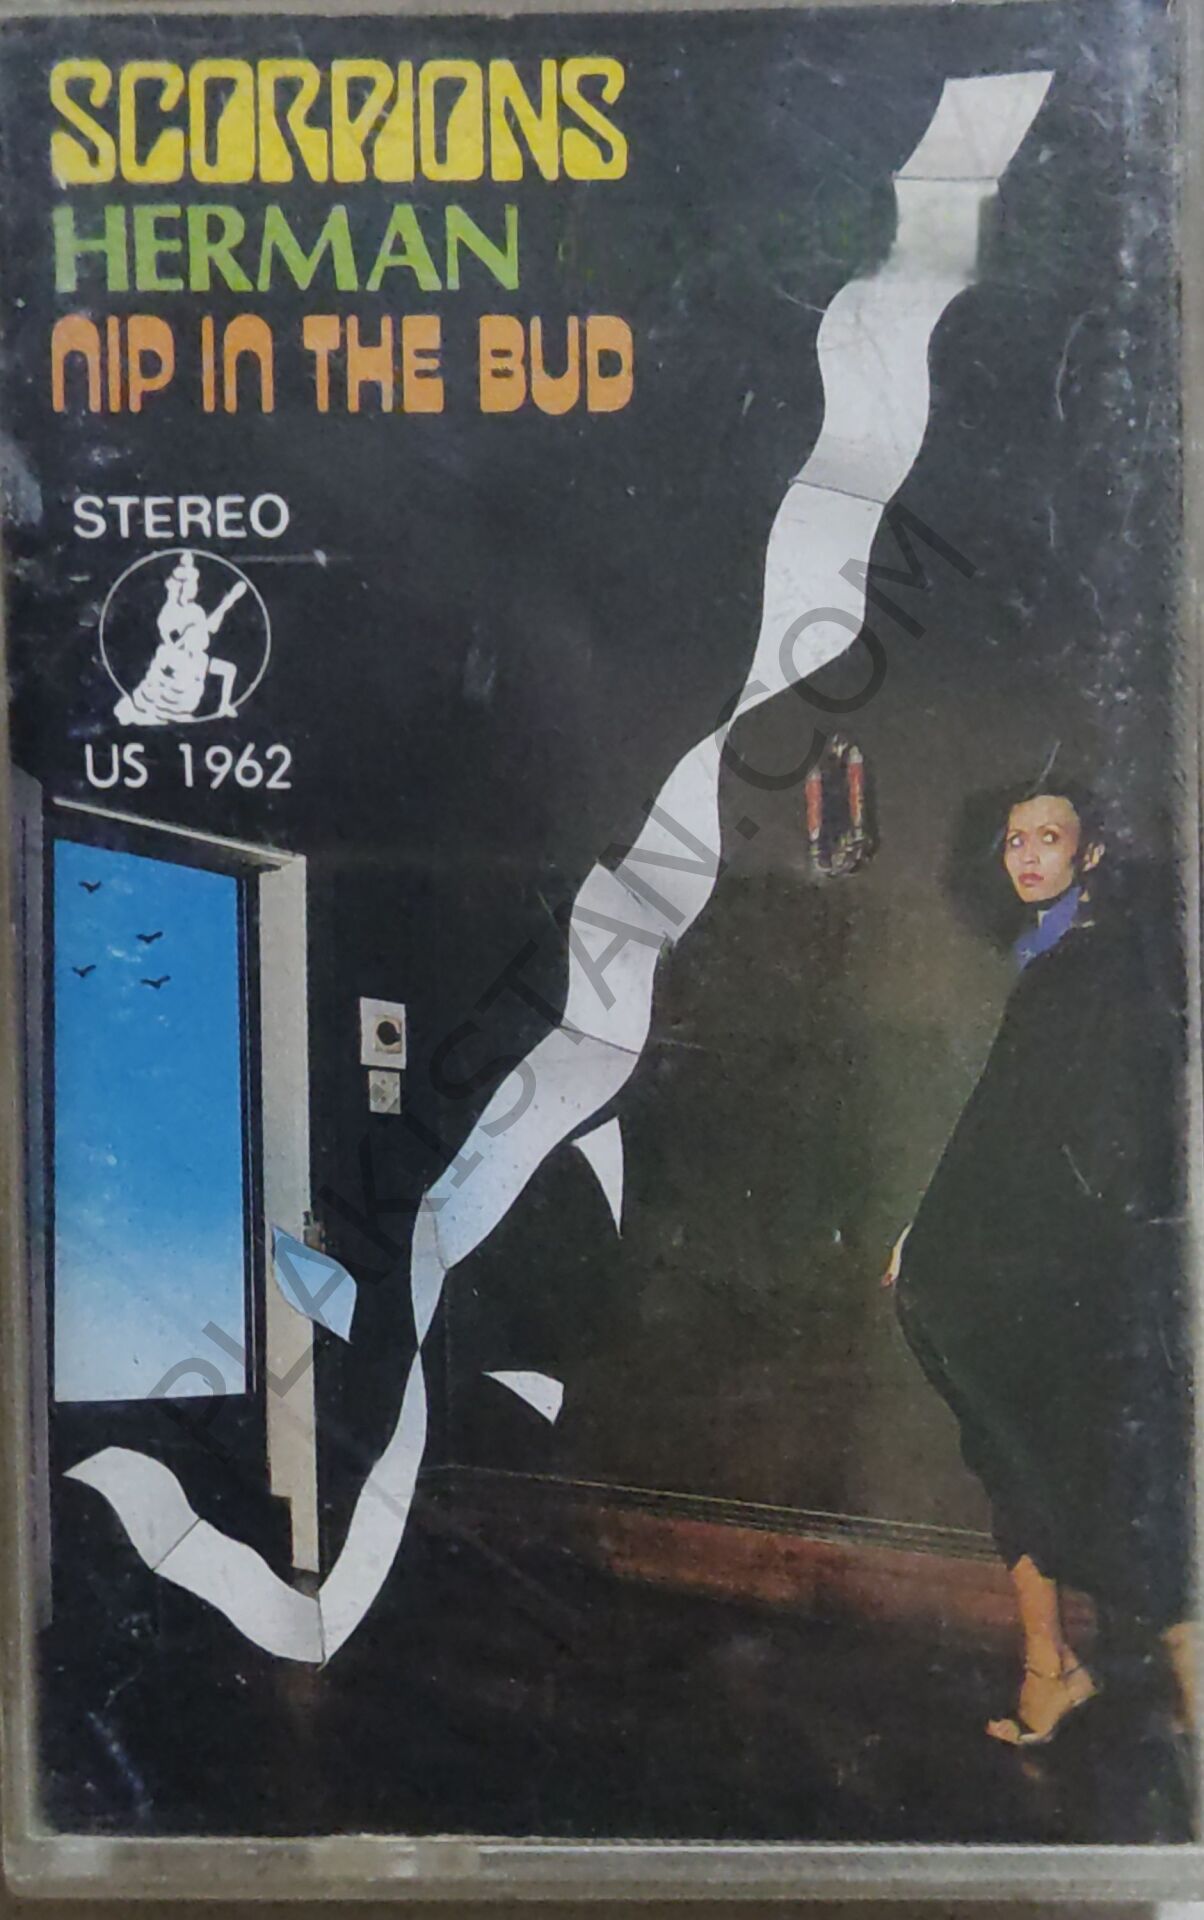 SCORPIONS
HERMAN
NIP IN THE BUD
STEREO
US 1962
PLAKISTAN.COM